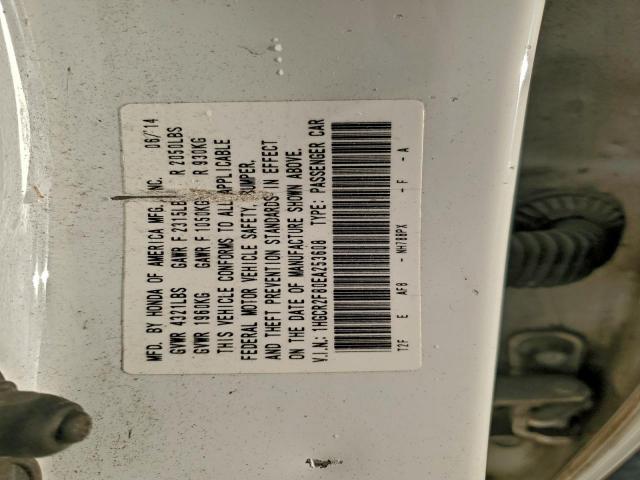 MFD. BY HONDA OF AMERICA MFG., INC. 06/14
GVWR 4321LBS GAWR F 2315LBS R 2050LBS
GVWR 1960KG GAWR F 1050KG R 930KG
THIS VEHICLE CONFORMS TO ALL APPLICABLE
FEDERAL MOTOR VEHICLE SAFETY, BUMPER,
AND THEFT PREVENTION STANDARDS IN EFFECT
ON THE DATE OF MANUFACTURE SHOWN ABOVE.
V.I.N.: 1HGCR2F80EA253608 TYPE: PASSENGER CAR
T2F E AF8 - NH788PX - F - A